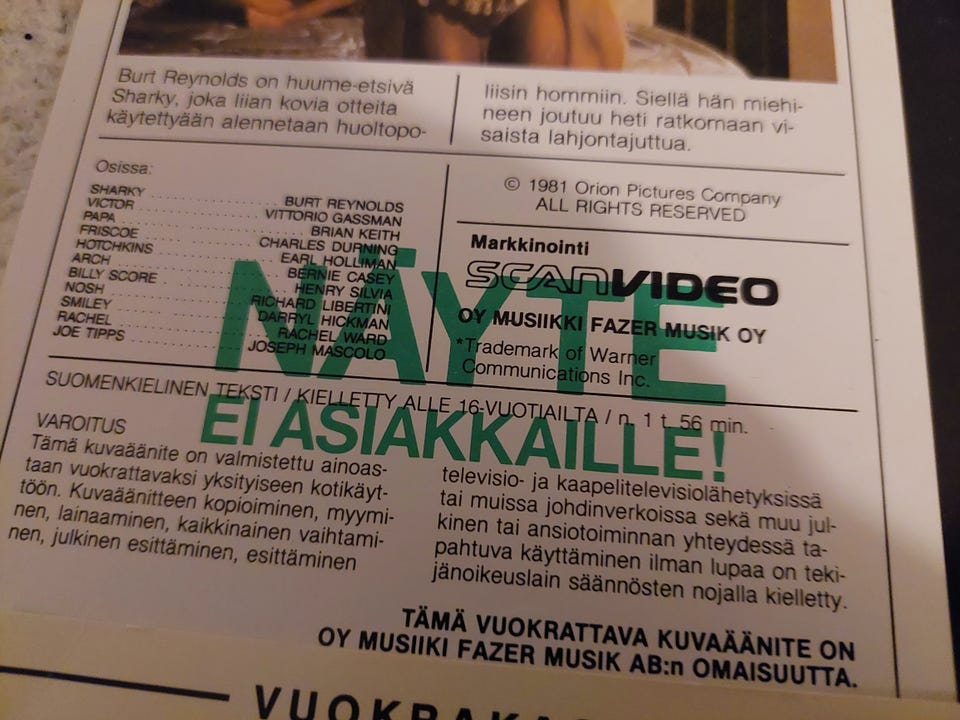 Burt Reynolds on huume-etsivä
Sharky, joka liian kovia otteita
käytettyään alennetaan huoltopo-
liisin hommiin. Siellä hän miehi-
neen joutuu heti ratkomaan vi-
saista lahjontajuttua.
Osissa:
SHARKY BURT REYNOLDS
VICTOR VITTORIO GASSMAN
PAPA BRIAN KEITH
FRISCOE CHARLES DURNING
HOTCHKINS EARL HOLLIMAN
ARCH BERNIE CASEY
BILLY SCORE HENRY SILVIA
NOSH RICHARD LIBERTINI
SMILEY DARRYL HICKMAN
RACHEL RACHEL WARD
JOE TIPPS JOSEPH MASCOLO
© 1981 Orion Pictures Company
ALL RIGHTS RESERVED
Markkinointi
SCANVIDEO
OY MUSIIKKI FAZER MUSIK OY
*Trademark of Warner
Communications Inc.
NÄYTE
EI ASIAKKAILLE!
SUOMENKIELINEN TEKSTI / KIELLETTY ALLE 16-VUOTIAILTA / n. 1 t. 56 min.
VAROITUS
Tämä kuvaäänite on valmistettu ainoas-
taan vuokrattavaksi yksityiseen kotikäyt-
töön. Kuvaäänitteen kopioiminen, myymi-
nen, lainaaminen, kaikkinainen vaihtami-
nen, julkinen esittäminen, esittäminen
televisio- ja kaapelitelevisiolähetyksissä
tai muissa johdinverkoissa sekä muu jul-
kinen tai ansiotoiminnan yhteydessä ta-
pahtuva käyttäminen ilman lupaa on teki-
jänoikeuslain säännösten nojalla kielletty.
TÄMÄ VUOKRATTAVA KUVAÄÄNITE ON
OY MUSIIKI FAZER MUSIK AB:n OMAISUUTTA.